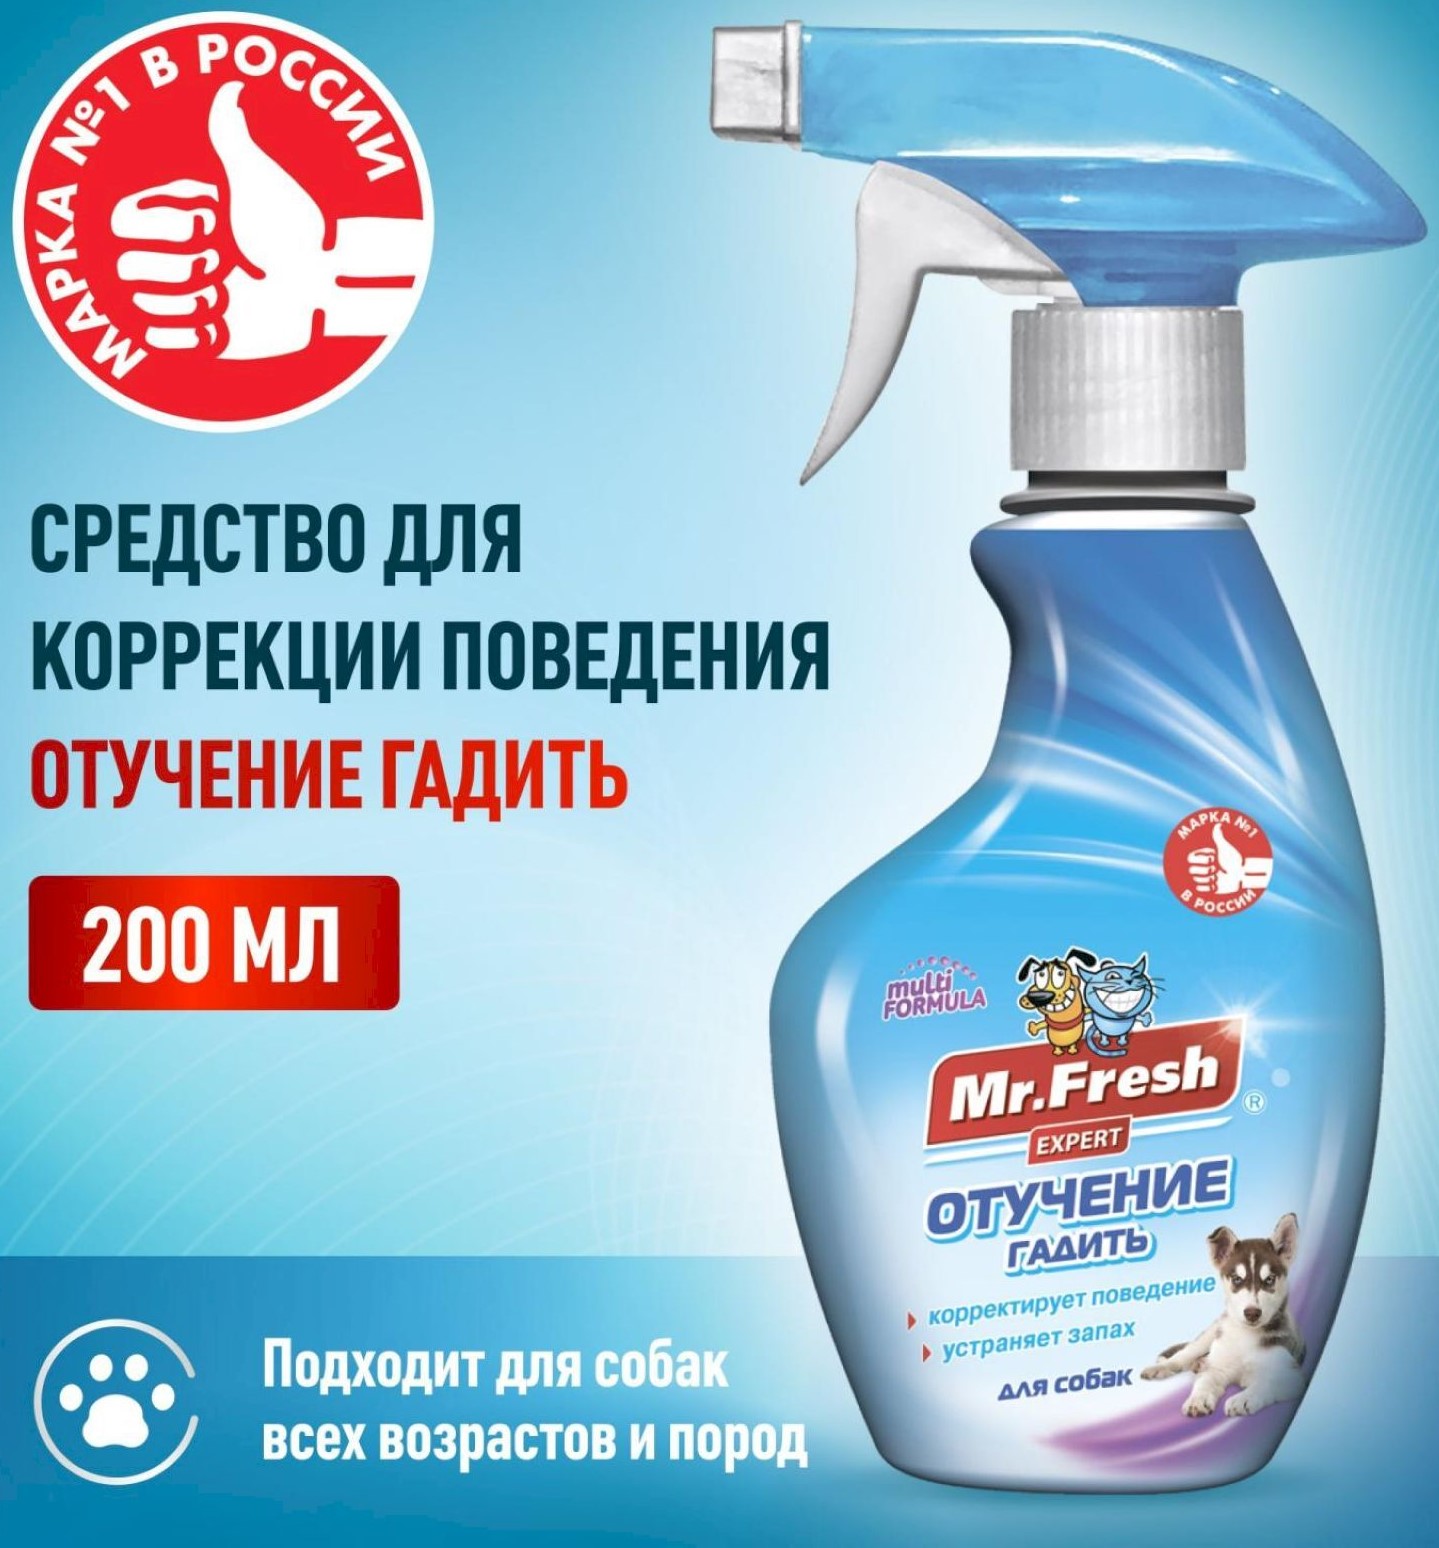 МАРКА №1 В РОССИИ
СРЕДСТВО ДЛЯ
КОРРЕКЦИИ ПОВЕДЕНИЯ
ОТУЧЕНИЕ ГАДИТЬ
200 МЛ
МАРКА №1
В РОССИИ
multi
FORMULA
Mr.Fresh
®
EXPERT
ОТУЧЕНИЕ
ГАДИТЬ
корректирует поведение
устраняет запах
для собак
Подходит для собак
всех возрастов и пород